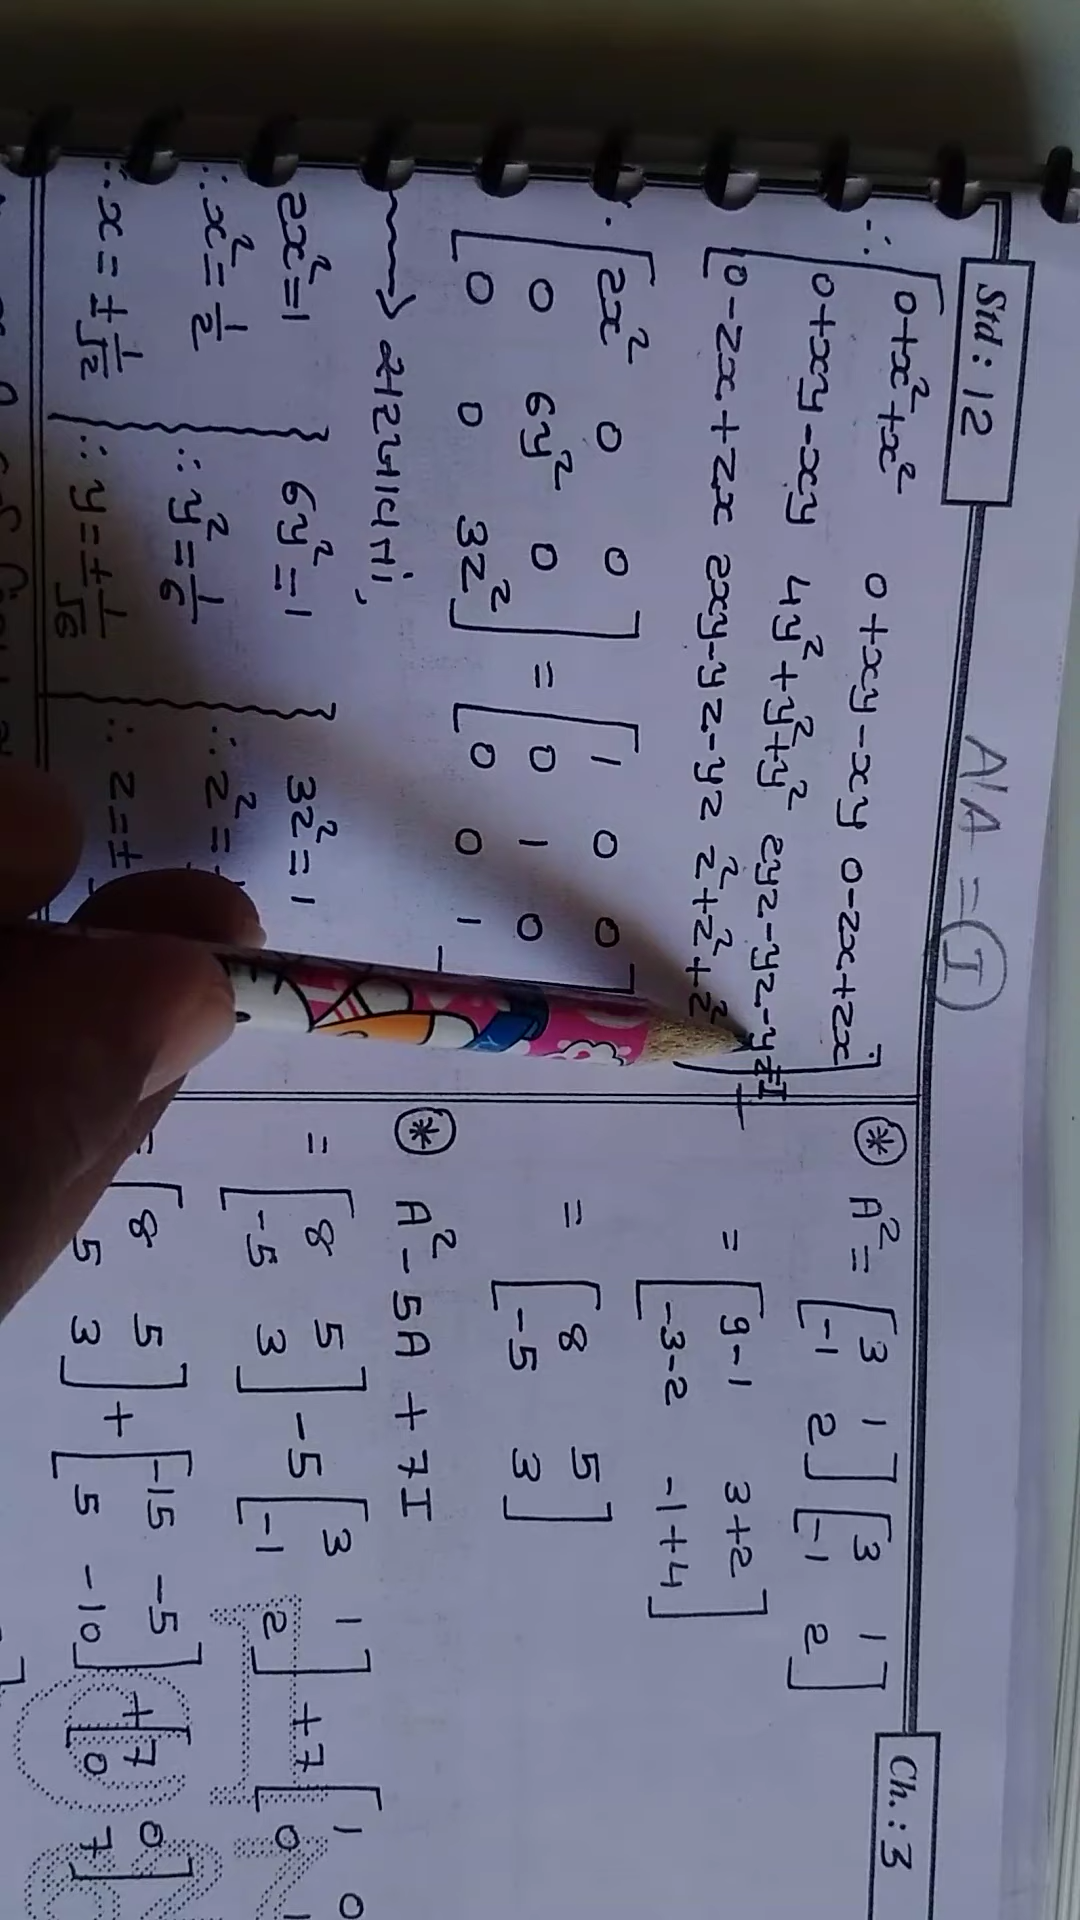 Std: 12
A'A = I
Ch.: 3
∴ [0+x²+x² 0+xy-xy 0-zx+zx
0+xy-xy 4y²+y²+y² 2yz-yz-yz
0-zx+zx 2xy-yz-yz z²+z²+z²] = I
[2x² 0 0
0 6y² 0
0 0 3z²] = [1 0 0
0 1 0
0 0 1]
2x²=1
∴ x²=1/2
∴ x=±1/√2
6y²=1
∴ y²=1/6
∴ y=±1/√6
3z²=1
∴ z²=
∴ z=±
⊛ A² = [3 1
-1 2] [3 1
-1 2]
= [9-1 3+2
-3-2 -1+4]
= [8 5
-5 3]
⊛ A² - 5A + 7I
= [8 5
-5 3] - 5 [3 1
-1 2] + 7 [1 0
0 1
= [8 5
5 3] + [-15 -5
5 -10] + [7 0
0 7]